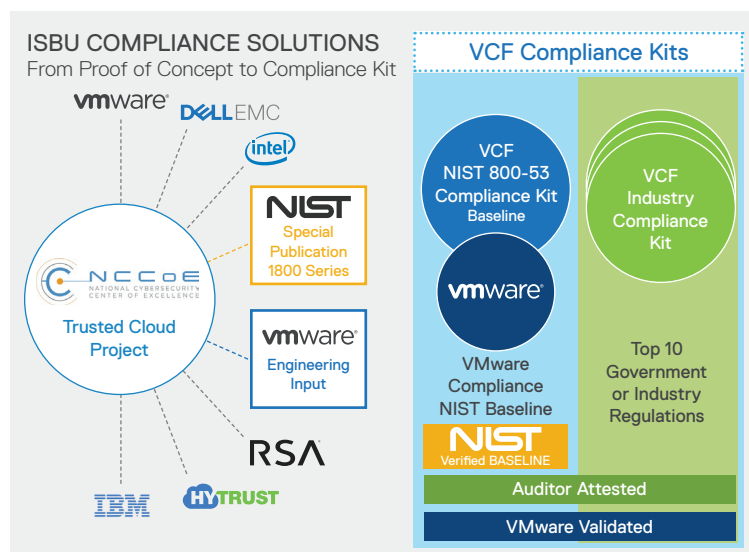 ISBU COMPLIANCE SOLUTIONS
From Proof of Concept to Compliance Kit
vmware®
DELLEMC
intel®
NIST
Special
Publication
1800 Series
NCCoE
NATIONAL CYBERSECURITY
CENTER OF EXCELLENCE
Trusted Cloud
Project
vmware®
Engineering
Input
RSA
IBM
HYTRUST
VCF Compliance Kits
VCF
NIST 800-53
Compliance Kit
Baseline
vmware®
VMware
Compliance
NIST Baseline
NIST
Verified BASELINE
VCF
Industry
Compliance
Kit
Top 10
Government
or Industry
Regulations
Auditor Attested
VMware Validated